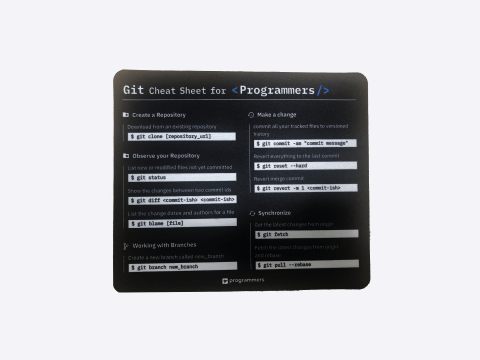 Git Cheat Sheet for <Programmers/>
Create a Repository
Download from an existing repository
$ git clone [repository_url]
Observe your Repository
List new or modified files not yet committed
$ git status
Show the changes between two commit ids
$ git diff <commit-ish> <commit-ish>
List the change dates and authors for a file
$ git blame [file]
Working with Branches
Create a new branch called new_branch
$ git branch new_branch
Make a change
commit all your tracked files to versioned
history
$ git commit -am "commit message"
Revert everything to the last commit
$ git reset --hard
Revert merge commit
$ git revert -m 1 <commit-ish>
Synchronize
Get the latest changes from origin
$ git fetch
Fetch the latest changes from origin
and rebase
$ git pull --rebase
programmers